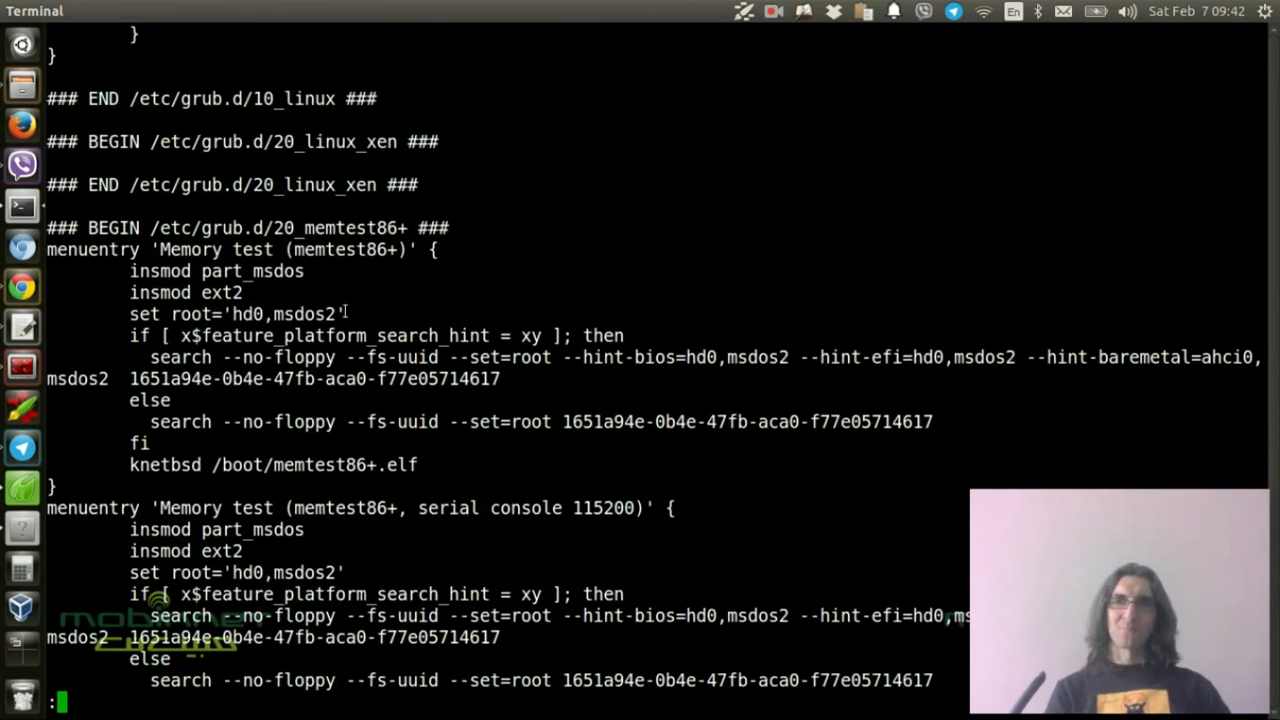 Terminal
En
Sat Feb 7 09:42
}
}
### END /etc/grub.d/10_linux ###
### BEGIN /etc/grub.d/20_linux_xen ###
### END /etc/grub.d/20_linux_xen ###
### BEGIN /etc/grub.d/20_memtest86+ ###
menuentry 'Memory test (memtest86+)' {
insmod part_msdos
insmod ext2
set root='hd0,msdos2'
if [ x$feature_platform_search_hint = xy ]; then
search --no-floppy --fs-uuid --set=root --hint-bios=hd0,msdos2 --hint-efi=hd0,msdos2 --hint-baremetal=ahci0,
msdos2  1651a94e-0b4e-47fb-aca0-f77e05714617
else
search --no-floppy --fs-uuid --set=root 1651a94e-0b4e-47fb-aca0-f77e05714617
fi
knetbsd /boot/memtest86+.elf
}
menuentry 'Memory test (memtest86+, serial console 115200)' {
insmod part_msdos
insmod ext2
set root='hd0,msdos2'
if [ x$feature_platform_search_hint = xy ]; then
search --no-floppy --fs-uuid --set=root --hint-bios=hd0,msdos2 --hint-efi=hd0,ms
msdos2  1651a94e-0b4e-47fb-aca0-f77e05714617
else
search --no-floppy --fs-uuid --set=root 1651a94e-0b4e-47fb-aca0-f77e05714617
: